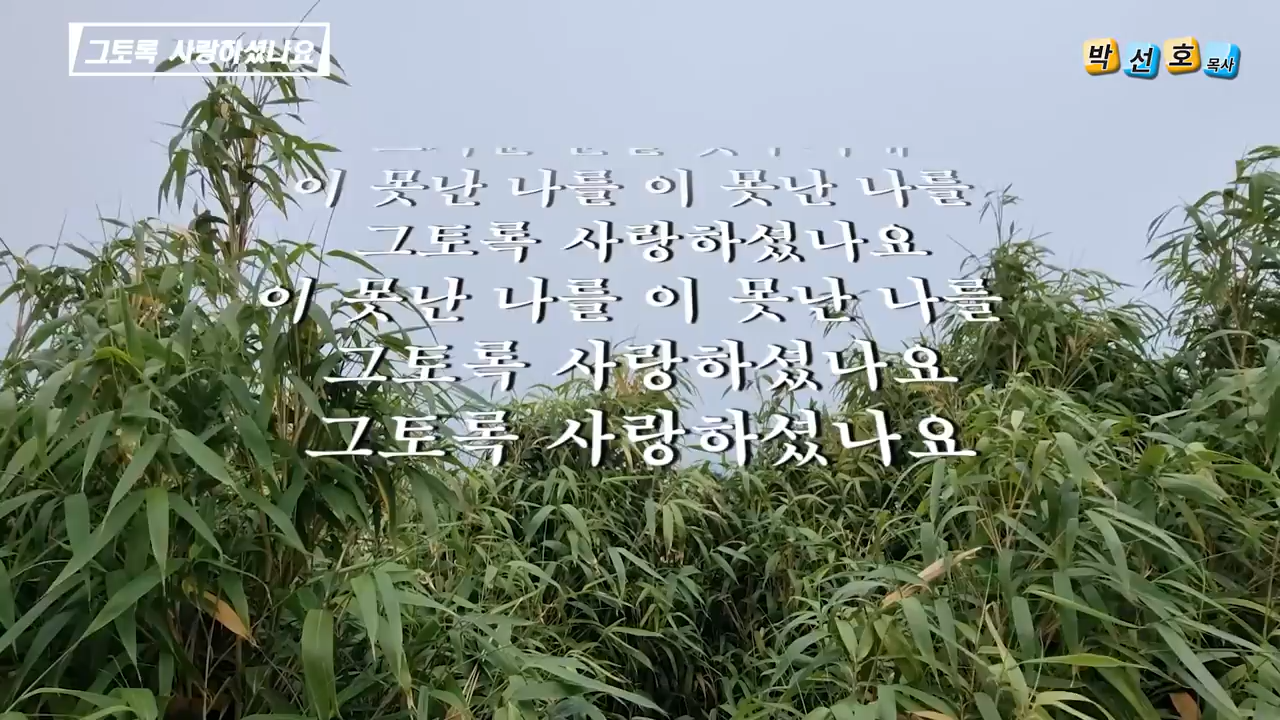 그토록 사랑하셨나요
박선호 목사
이 못난 나를 이 못난 나를
그토록 사랑하셨나요
이 못난 나를 이 못난 나를
그토록 사랑하셨나요
그토록 사랑하셨나요